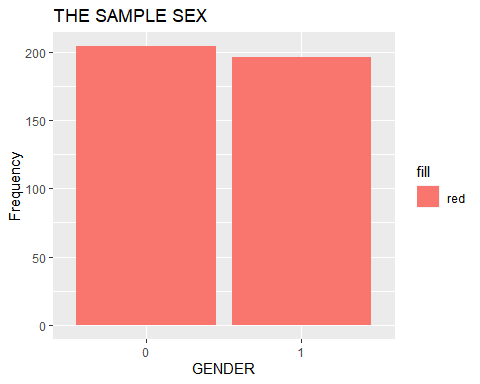 THE SAMPLE SEX
Frequency
200
150
100
50
0
0 1
GENDER
fill
red